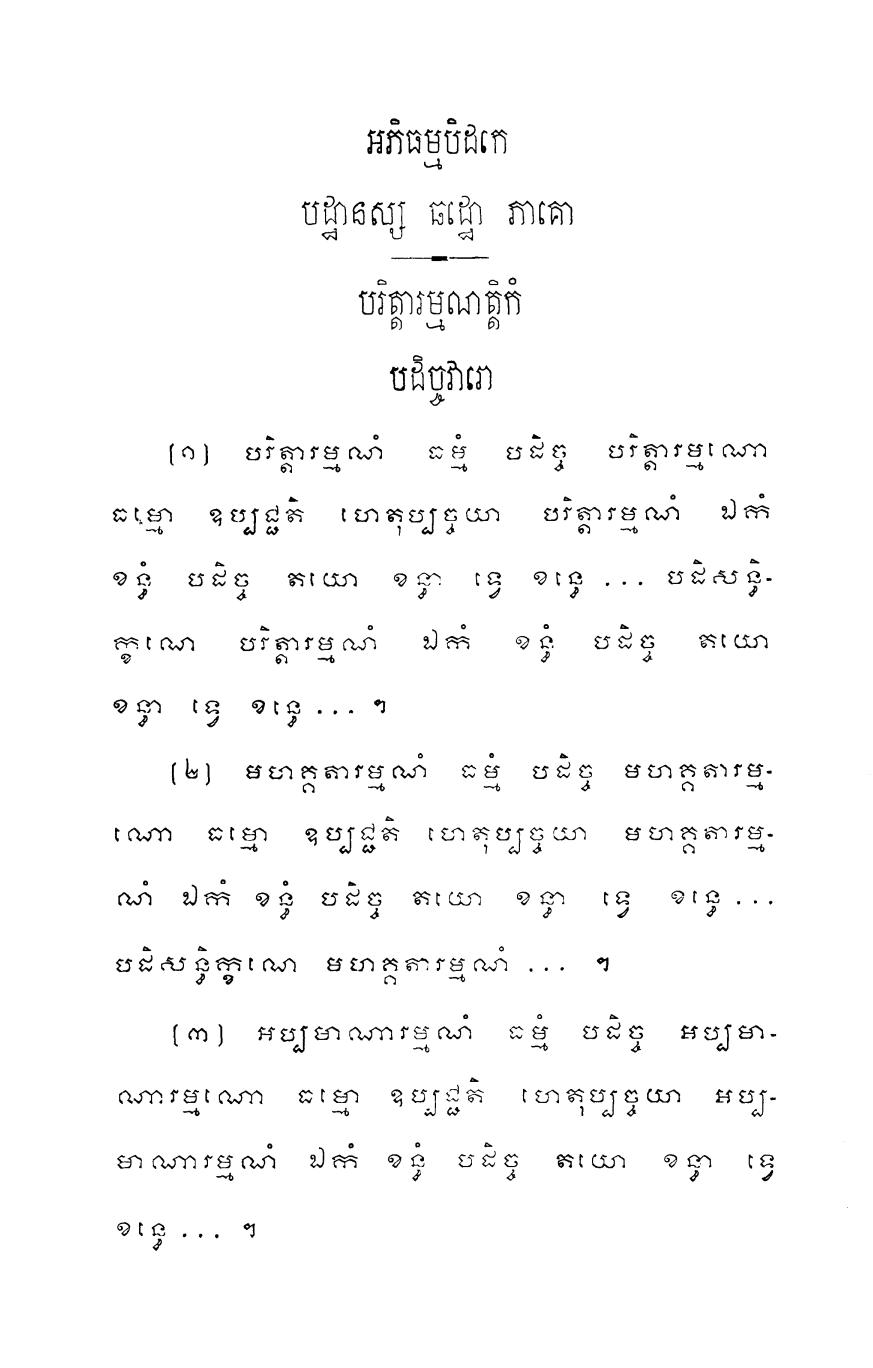 អភិធម្មបិដកេ
បដ្ឋានស្ស ឆដ្ឋោ ភាគោ
បរិត្តារម្មណត្តិកំ
បដិច្ចវារោ
(១) បរិត្តារម្មណំ ធម្មំ បដិច្ច បរិត្តារម្មណោ
ធម្មោ ឧប្បជ្ជតិ ហេតុប្បច្ចយា បរិត្តារម្មណំ ឯកំ
ខន្ធំ បដិច្ច តយោ ខន្ធា ទ្វេ ខន្ធេ ... បដិសន្ធិ-
ក្ខណេ បរិត្តារម្មណំ ឯកំ ខន្ធំ បដិច្ច តយោ
ខន្ធា ទ្វេ ខន្ធេ ... ។
(២) មហគ្គតារម្មណំ ធម្មំ បដិច្ច មហគ្គតារម្ម-
ណោ ធម្មោ ឧប្បជ្ជតិ ហេតុប្បច្ចយា មហគ្គតារម្ម-
ណំ ឯកំ ខន្ធំ បដិច្ច តយោ ខន្ធា ទ្វេ ខន្ធេ ...
បដិសន្ធិក្ខណេ មហគ្គតារម្មណំ ... ។
(៣) អប្បមាណារម្មណំ ធម្មំ បដិច្ច អប្បមា-
ណារម្មណោ ធម្មោ ឧប្បជ្ជតិ ហេតុប្បច្ចយា អប្ប-
មាណារម្មណំ ឯកំ ខន្ធំ បដិច្ច តយោ ខន្ធា ទ្វេ
ខន្ធេ ... ។